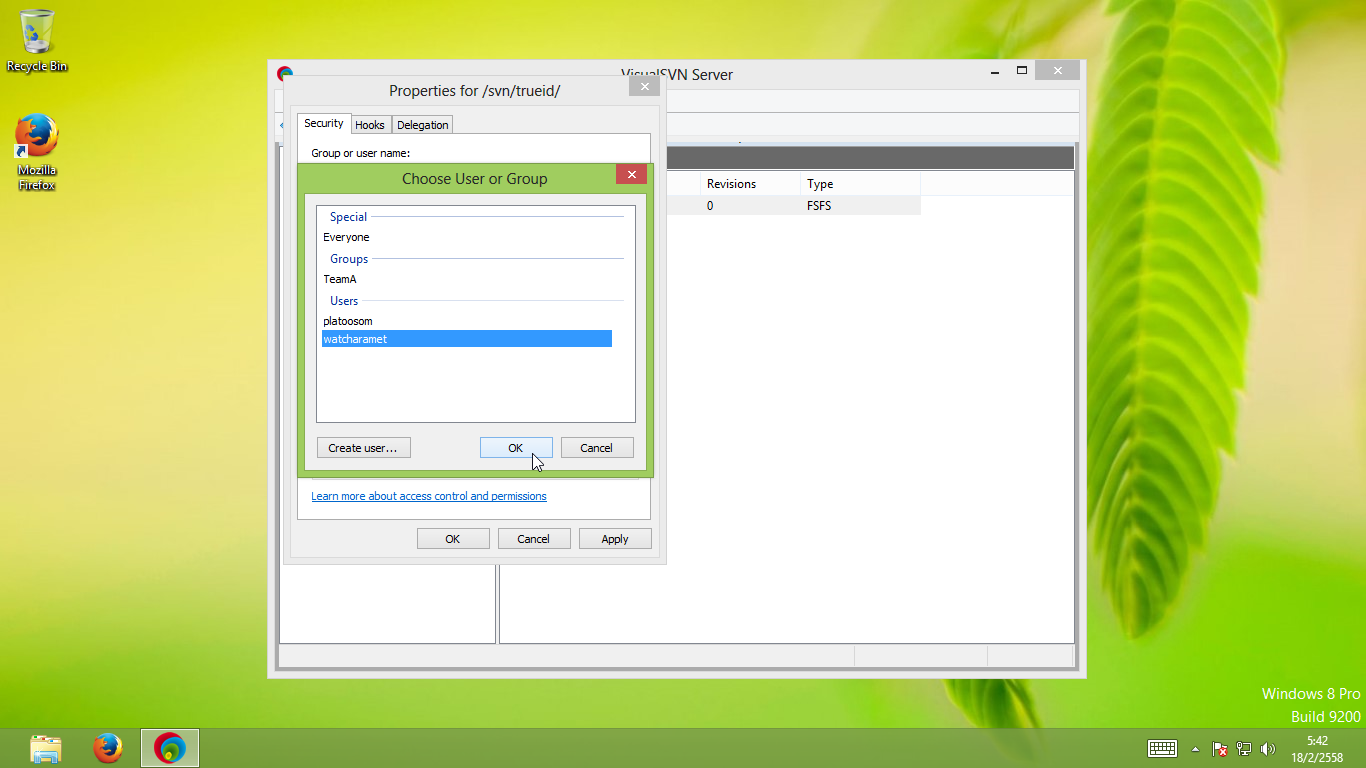 Recycle Bin
Mozilla
Firefox
VisualSVN Server
Properties for /svn/trueid/
Security Hooks Delegation
Group or user name:
Choose User or Group
Special
Everyone
Groups
TeamA
Users
platoosom
watcharamet
Create user... OK Cancel
Learn more about access control and permissions
OK Cancel Apply
Revisions Type
0 FSFS
Windows 8 Pro
Build 9200
5:42
18/2/2558